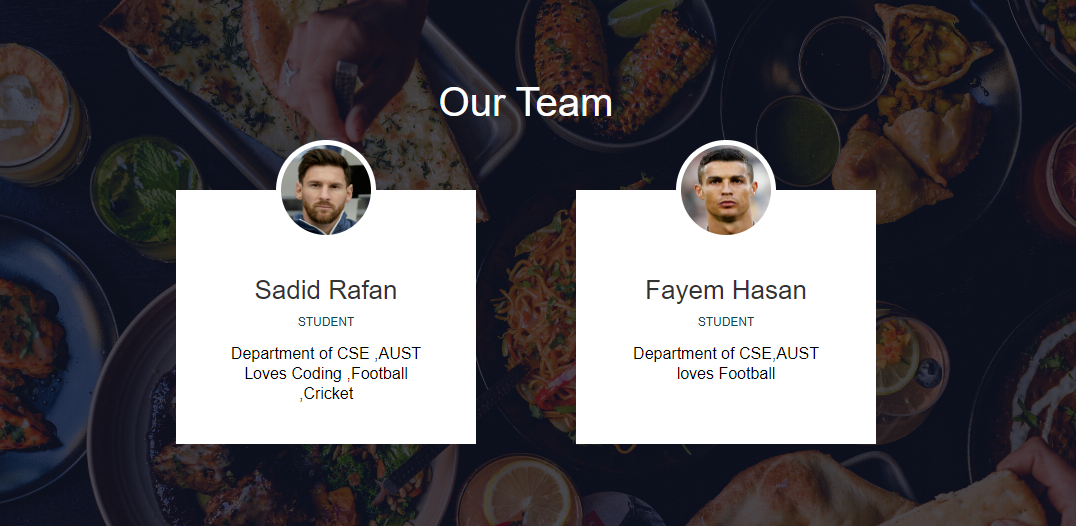 Our Team
Sadid Rafan
STUDENT
Department of CSE ,AUST
Loves Coding ,Football
,Cricket
Fayem Hasan
STUDENT
Department of CSE,AUST
loves Football